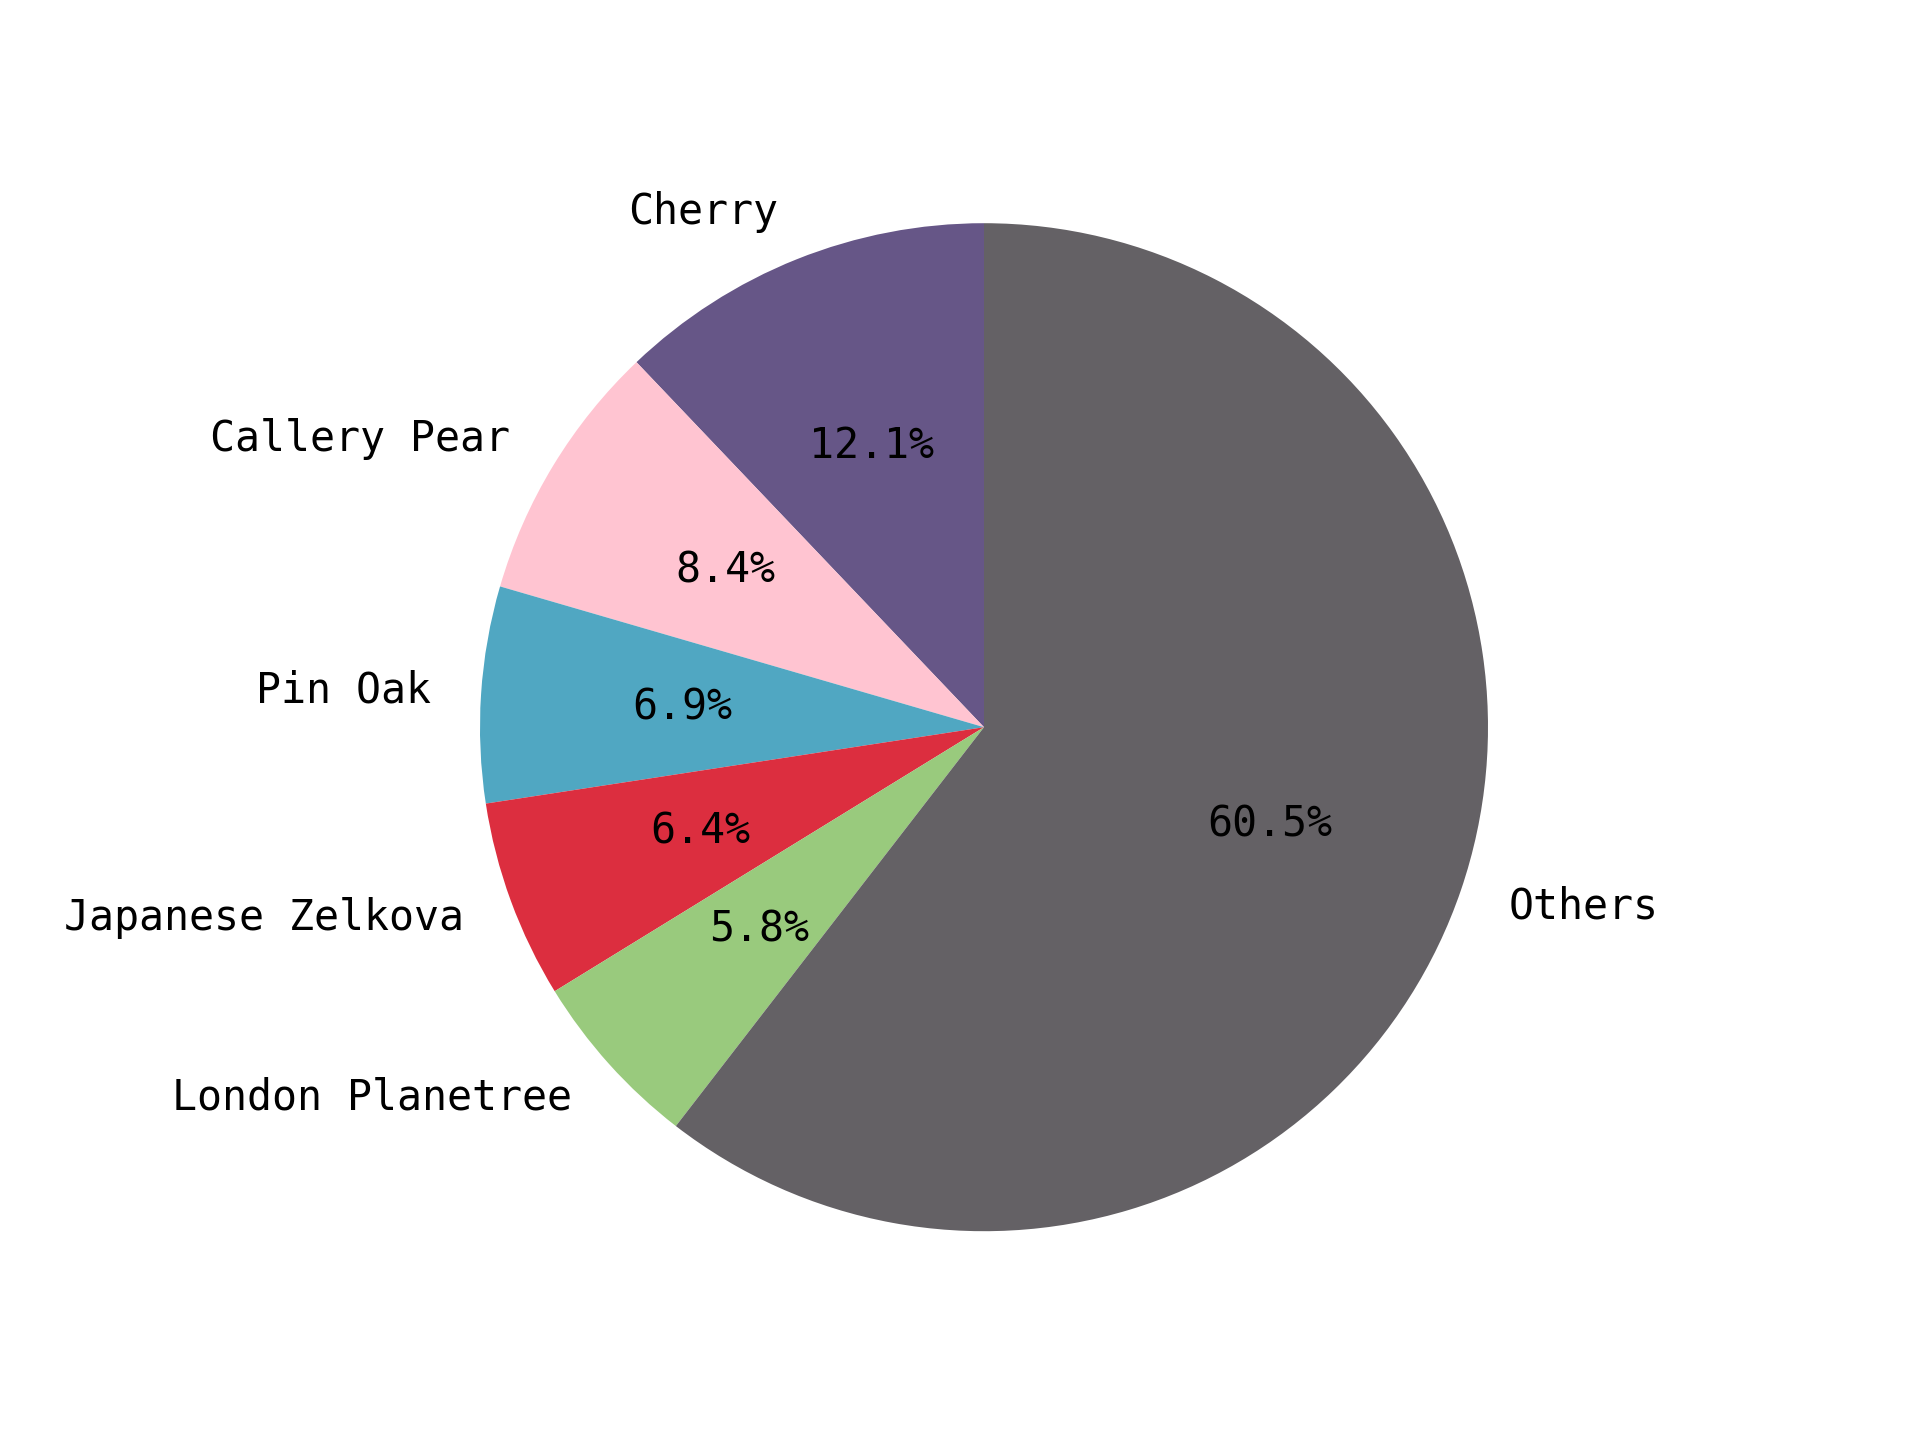 Cherry
12.1%
Callery Pear
8.4%
Pin Oak
6.9%
Japanese Zelkova
6.4%
London Planetree
5.8%
60.5%
Others